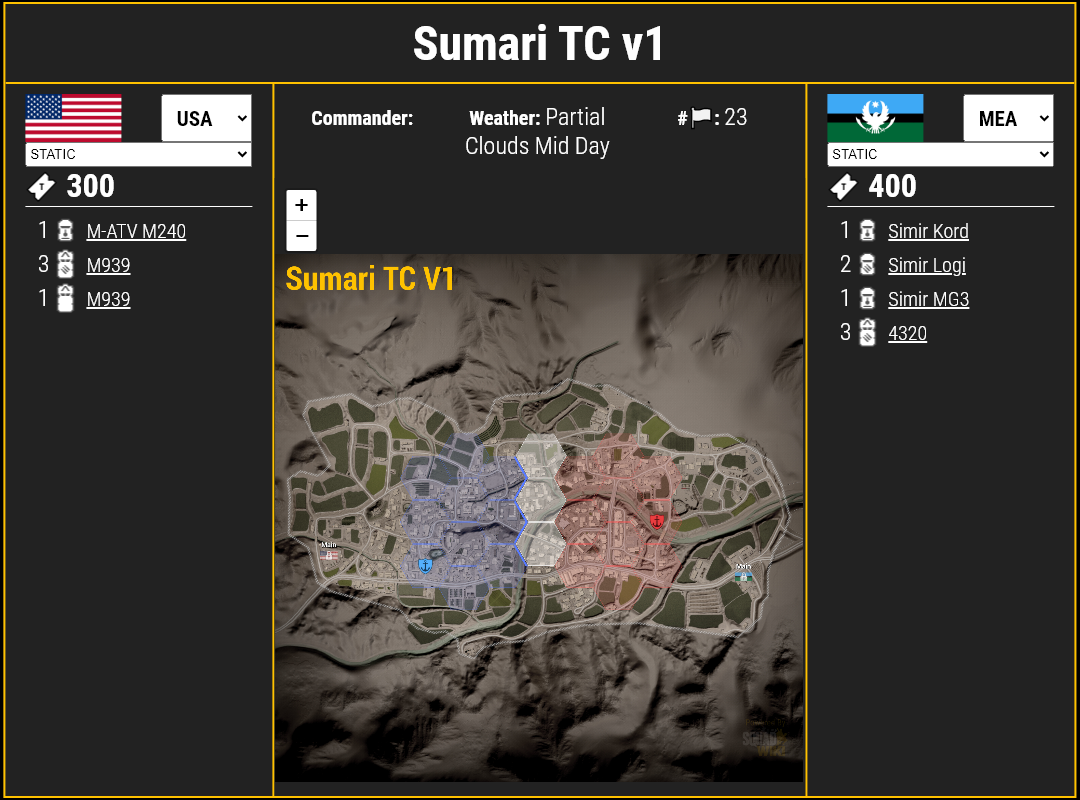 Sumari TC v1
USA
STATIC
300
1 M-ATV M240
3 M939
1 M939
Commander:
Weather: Partial
Clouds Mid Day
#: 23
+
−
Sumari TC V1
Main
Main
MEA
STATIC
400
1 Simir Kord
2 Simir Logi
1 Simir MG3
3 4320